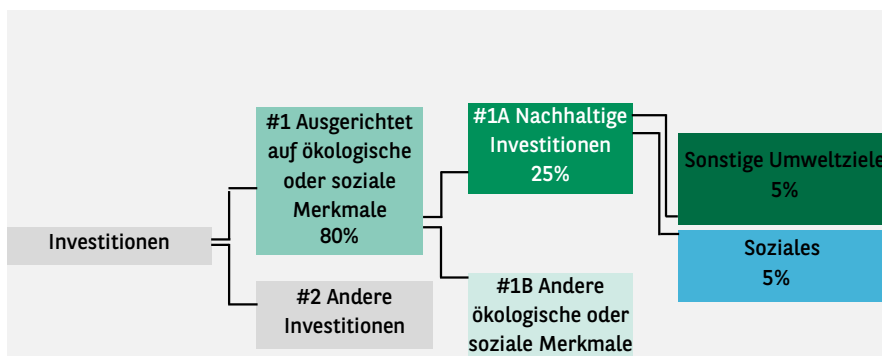 Investitionen
#1 Ausgerichtet
auf ökologische
oder soziale
Merkmale
80%
#2 Andere
Investitionen
#1A Nachhaltige
Investitionen
25%
#1B Andere
ökologische oder
soziale Merkmale
Sonstige Umweltziele
5%
Soziales
5%